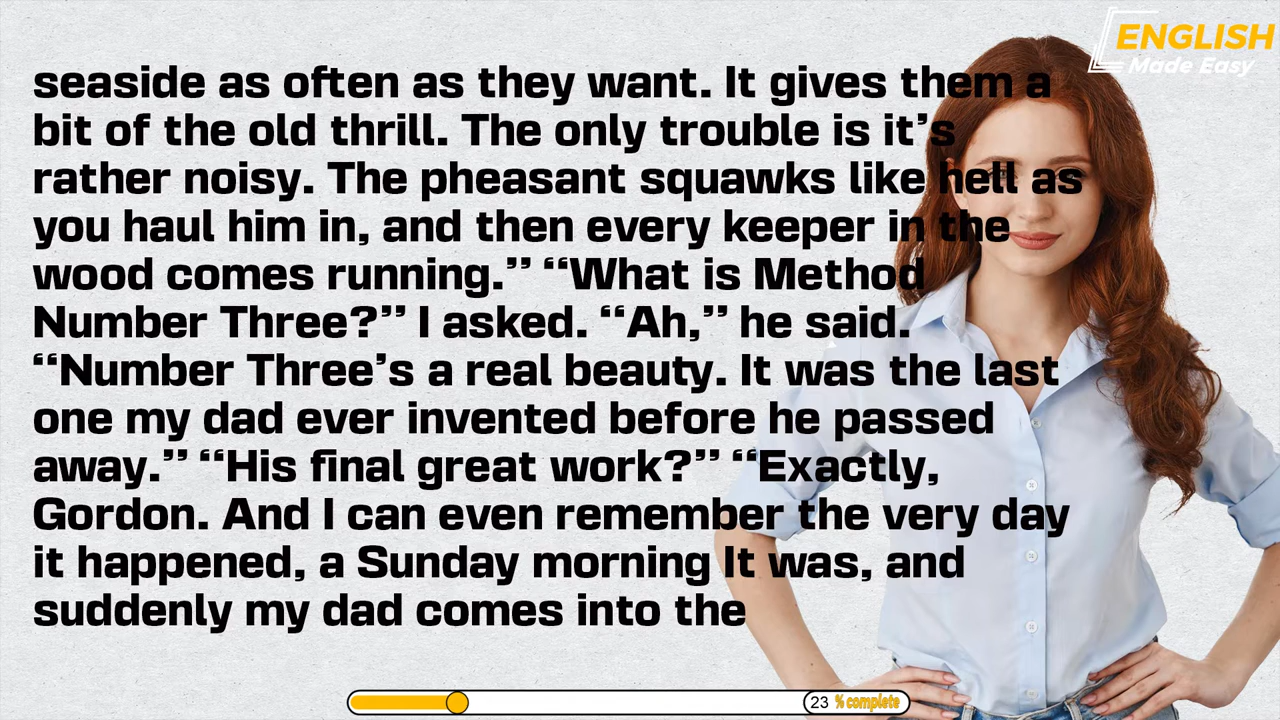 ENGLISH
Made Easy
seaside as often as they want. It gives them a
bit of the old thrill. The only trouble is it’s
rather noisy. The pheasant squawks like hell as
you haul him in, and then every keeper in the
wood comes running.” “What is Method
Number Three?” I asked. “Ah,” he said.
“Number Three’s a real beauty. It was the last
one my dad ever invented before he passed
away.” “His final great work?” “Exactly,
Gordon. And I can even remember the very day
it happened, a Sunday morning It was, and
suddenly my dad comes into the
23 % complete